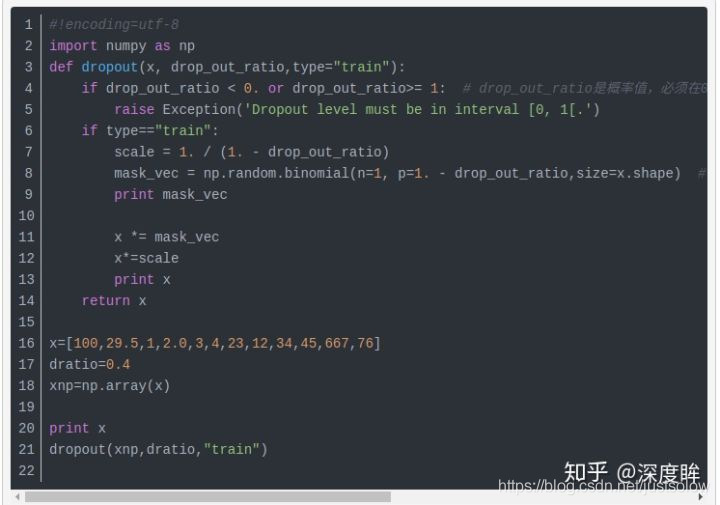 1 #!encoding=utf-8
2 import numpy as np
3 def dropout(x, drop_out_ratio,type="train"):
4     if drop_out_ratio < 0. or drop_out_ratio>= 1:  # drop_out_ratio是概率值，必须在0
5         raise Exception('Dropout level must be in interval [0, 1[.')
6     if type=="train":
7         scale = 1. / (1. - drop_out_ratio)
8         mask_vec = np.random.binomial(n=1, p=1. - drop_out_ratio,size=x.shape)  #
9         print mask_vec
10
11         x *= mask_vec
12         x*=scale
13         print x
14     return x
15
16 x=[100,29.5,1,2.0,3,4,23,12,34,45,667,76]
17 dratio=0.4
18 xnp=np.array(x)
19
20 print x
21 dropout(xnp,dratio,"train")
22
知乎 @深度眸
https://blog.csdn.net/justsolow